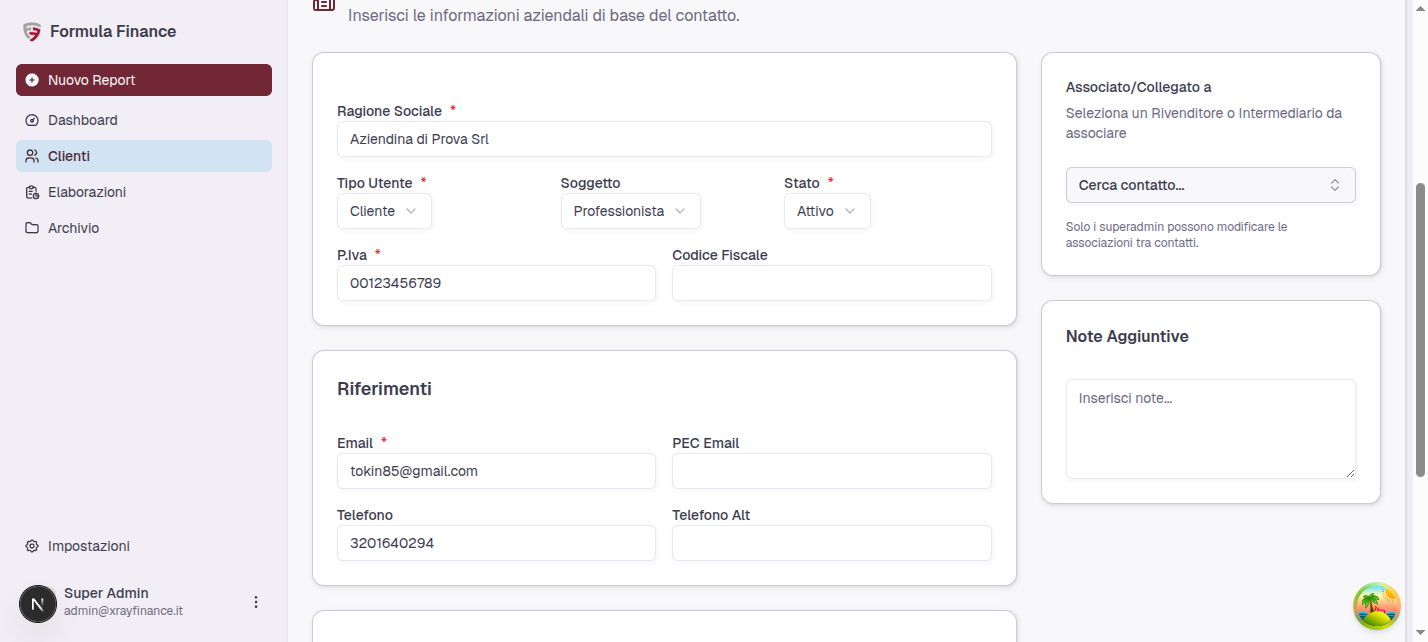 Formula Finance
Nuovo Report
Dashboard
Clienti
Elaborazioni
Archivio
Impostazioni
N
Super Admin
admin@xrayfinance.it
Inserisci le informazioni aziendali di base del contatto.
Ragione Sociale *
Aziendina di Prova Srl
Tipo Utente * Soggetto Stato *
Cliente Professionista Attivo
P.Iva * Codice Fiscale
00123456789
Riferimenti
Email * PEC Email
tokin85@gmail.com
Telefono Telefono Alt
3201640294
Associato/Collegato a
Seleziona un Rivenditore o Intermediario da
associare
Cerca contatto...
Solo i superadmin possono modificare le
associazioni tra contatti.
Note Aggiuntive
Inserisci note...